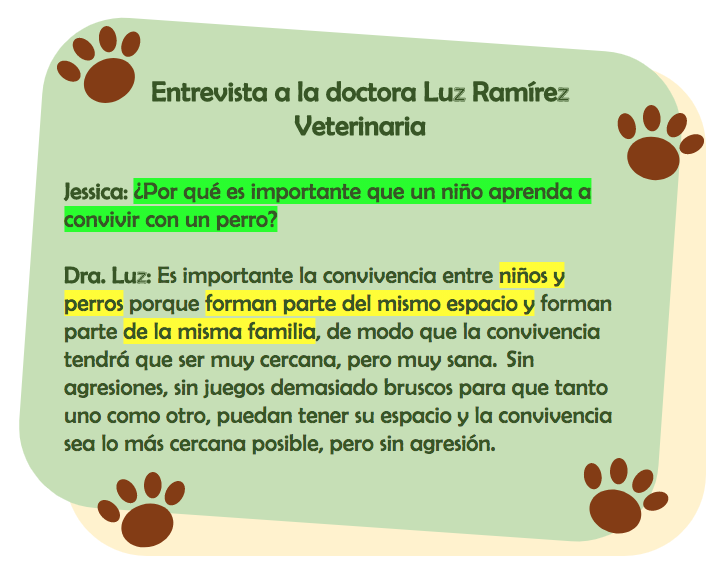 Entrevista a la doctora Luz Ramírez
Veterinaria
Jessica: ¿Por qué es importante que un niño aprenda a
convivir con un perro?
Dra. Luz: Es importante la convivencia entre niños y
perros porque forman parte del mismo espacio y forman
parte de la misma familia, de modo que la convivencia
tendrá que ser muy cercana, pero muy sana. Sin
agresiones, sin juegos demasiado bruscos para que tanto
uno como otro, puedan tener su espacio y la convivencia
sea lo más cercana posible, pero sin agresión.